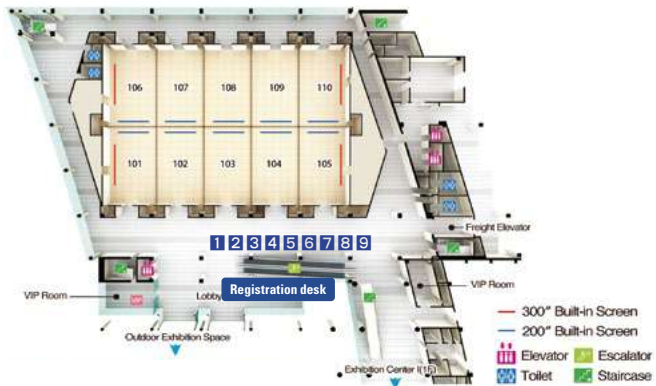 106 107 108 109 110
101 102 103 104 105
Freight Elevator
1 2 3 4 5 6 7 8 9
VIP Room
VIP
Lobby
Registration desk
VIP Room
Outdoor Exhibition Space
Exhibition Center I(1F)
300" Built-in Screen
200" Built-in Screen
Elevator
Escalator
Toilet
Staircase